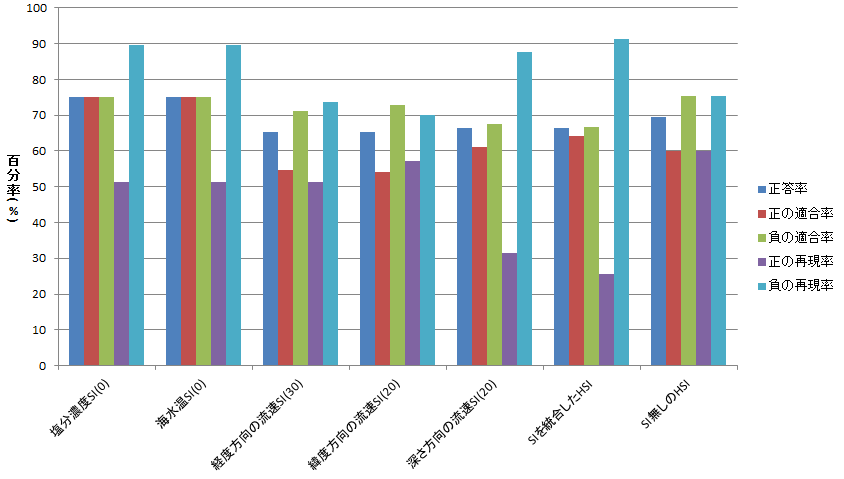 100
90
80
70
60
50
40
30
20
10
0
百分率(%)
塩分濃度SI(0)
海水温SI(0)
経度方向の流速SI(30)
緯度方向の流速SI(20)
深さ方向の流速SI(20)
SIを統合したHSI
SI無しのHSI
正答率
正の適合率
負の適合率
正の再現率
負の再現率